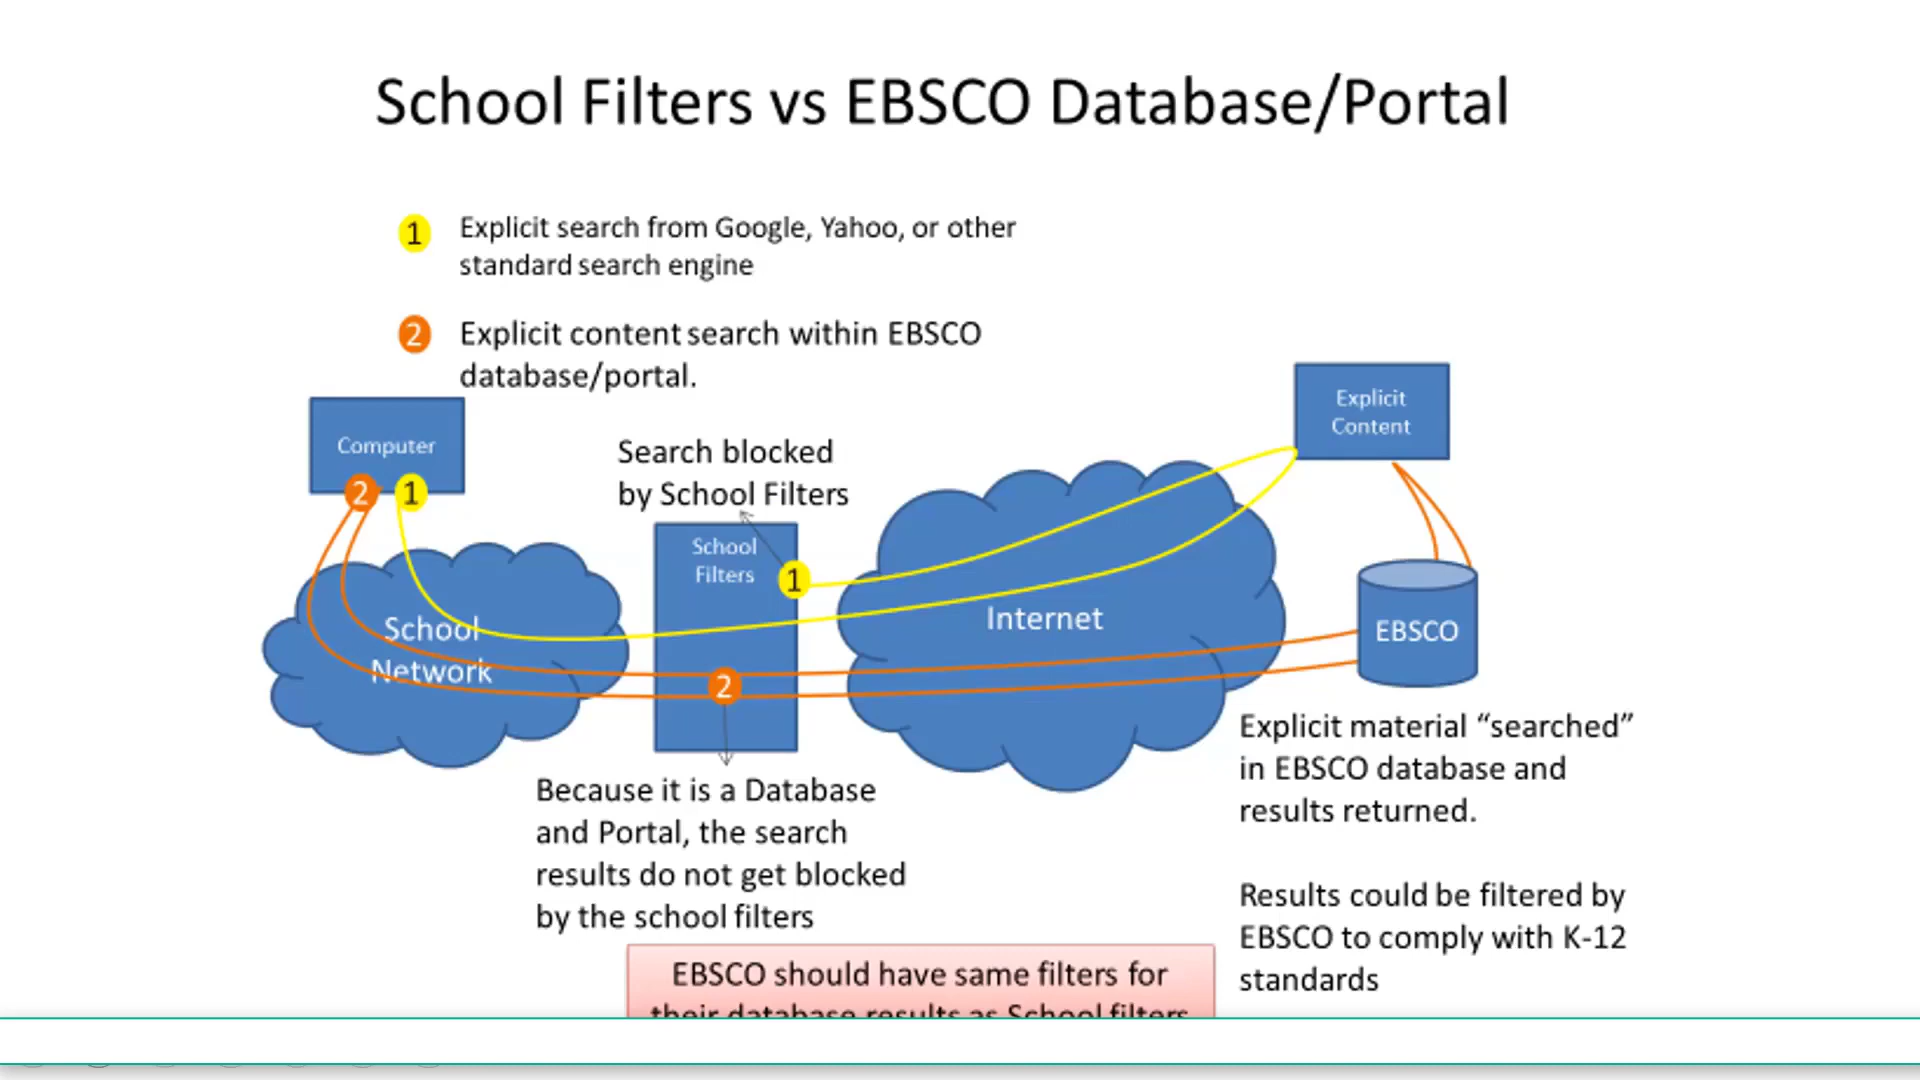 School Filters vs EBSCO Database/Portal
1
Explicit search from Google, Yahoo, or other
standard search engine
2
Explicit content search within EBSCO
database/portal.
Computer
2
1
Search blocked
by School Filters
Explicit
Content
School
Filters
1
School
Network
Internet
EBSCO
2
Because it is a Database
and Portal, the search
results do not get blocked
by the school filters
Explicit material “searched”
in EBSCO database and
results returned.
Results could be filtered by
EBSCO to comply with K-12
standards
EBSCO should have same filters for
their database results as School filters